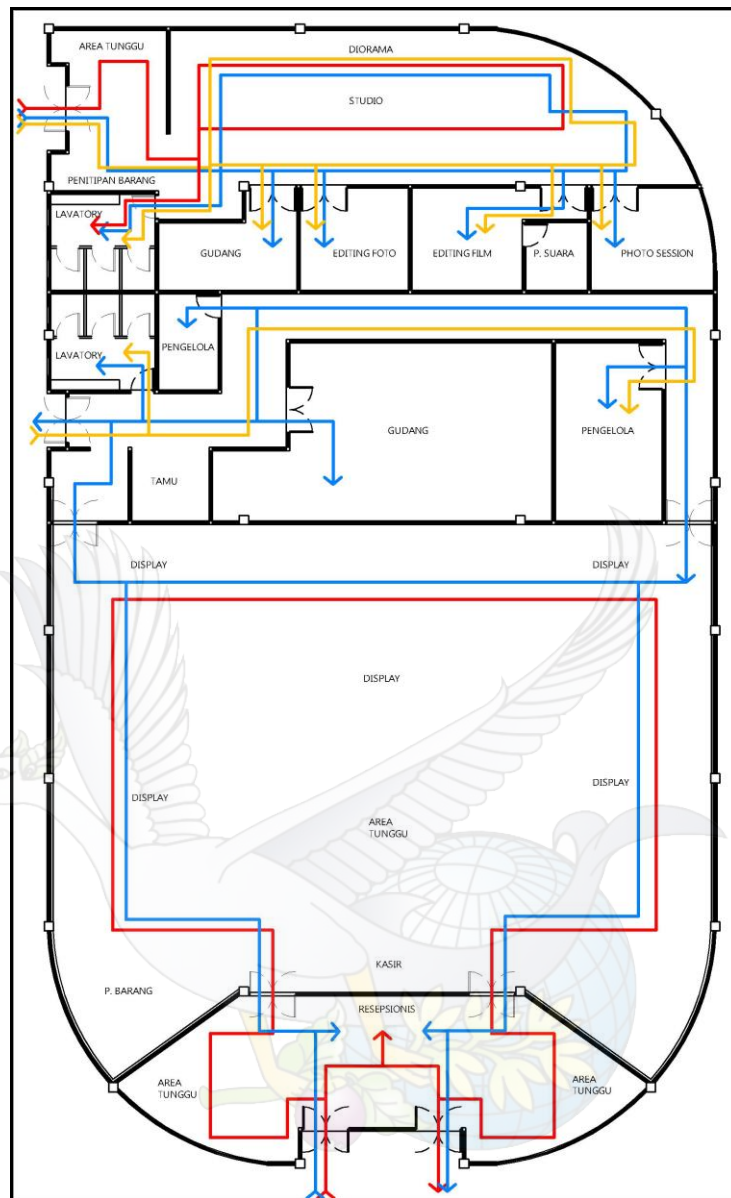 AREA TUNGGU
DIORAMA
STUDIO
PENITIPAN BARANG
LAVATORY
GUDANG
EDITING FOTO
EDITING FILM
P. SUARA
PHOTO SESSION
LAVATORY
PENGELOLA
GUDANG
PENGELOLA
TAMU
DISPLAY
DISPLAY
DISPLAY
DISPLAY
DISPLAY
AREA
TUNGGU
KASIR
P. BARANG
RESEPSIONIS
AREA
TUNGGU
AREA
TUNGGU